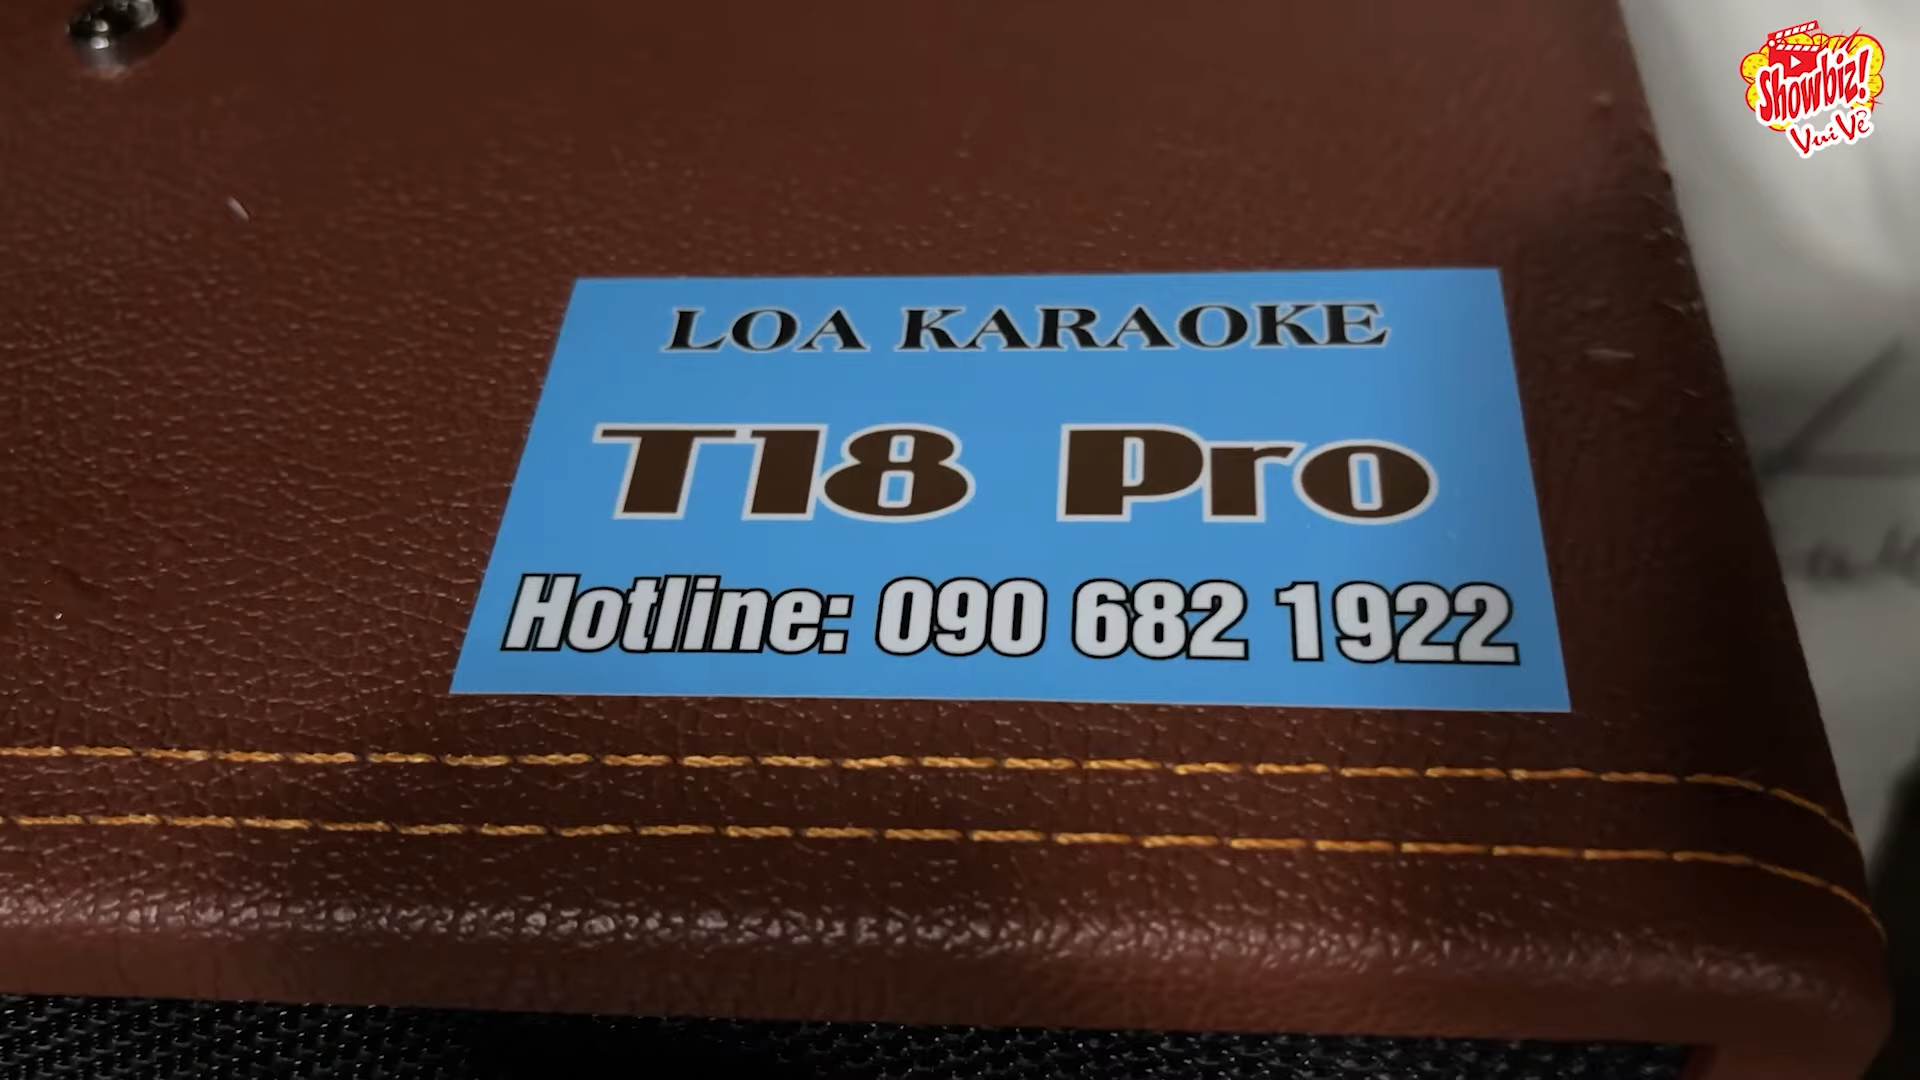 Showbiz!
Vui Vẻ
LOA KARAOKE
T18 Pro
Hotline: 090 682 1922